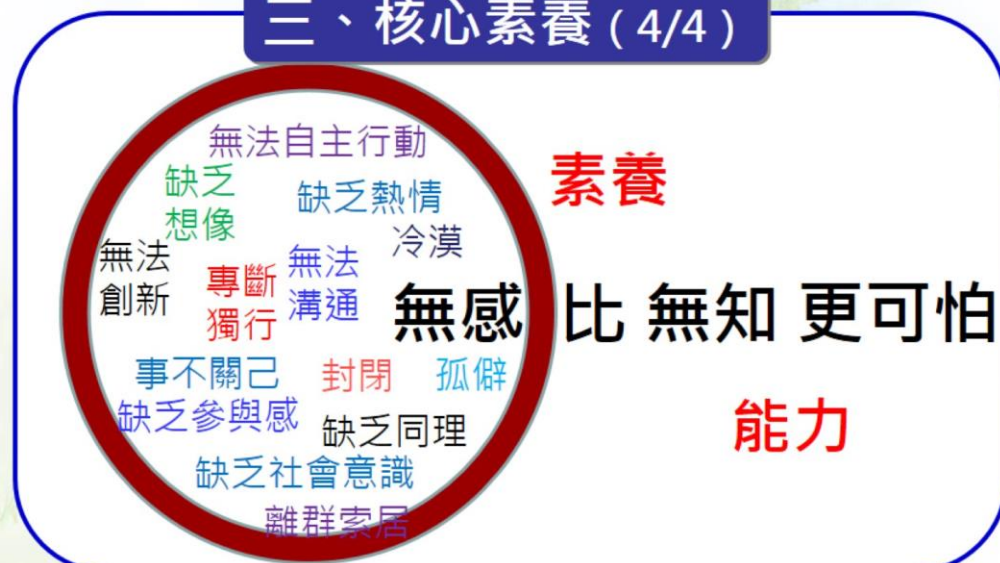 三、核心素養(4/4)
無法自主行動
缺乏
想像
缺乏熱情
冷漠
無法
創新
專斷
獨行
無法
溝通
素養
無感 比 無知 更可怕
事不關己
封閉
孤僻
缺乏參與感
缺乏同理
能力
缺乏社會意識
離群索居